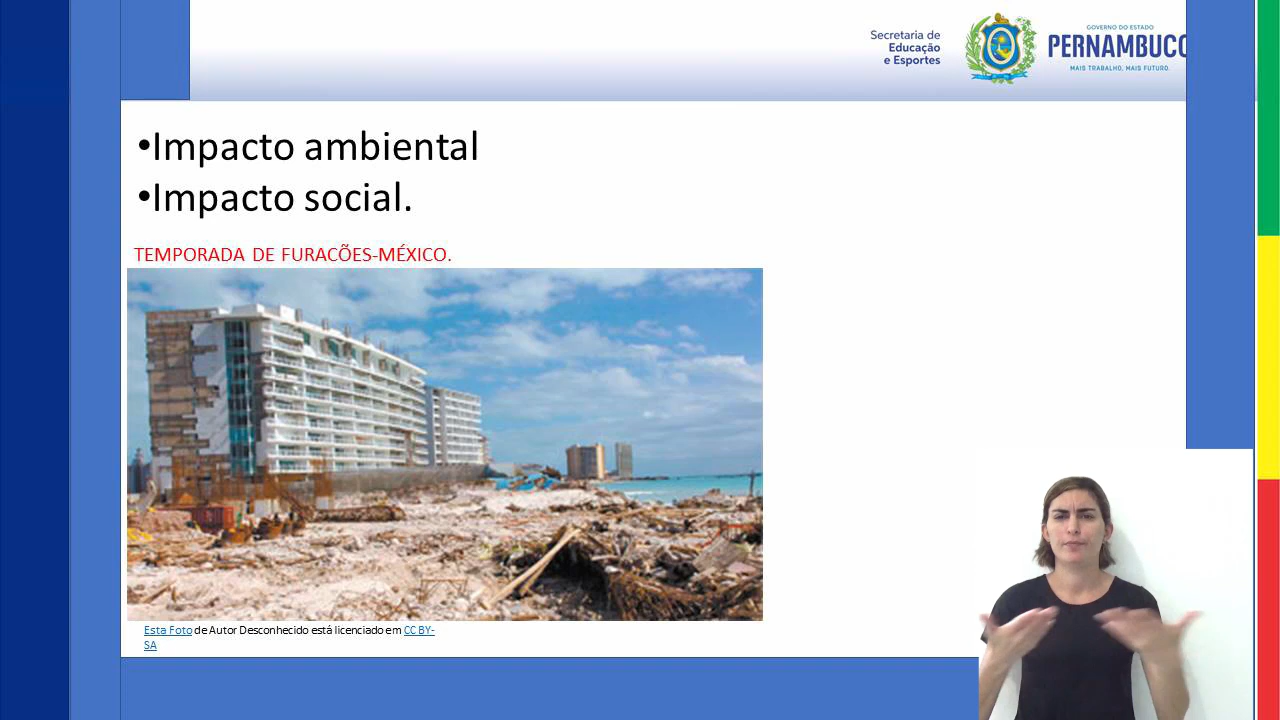 Secretaria de
Educação
e Esportes
GOVERNO DO ESTADO
PERNAMBUCO
MAIS TRABALHO, MAIS FUTURO.
•Impacto ambiental
•Impacto social.
TEMPORADA DE FURACÕES-MÉXICO.
Esta Foto de Autor Desconhecido está licenciado em CC BY-
SA